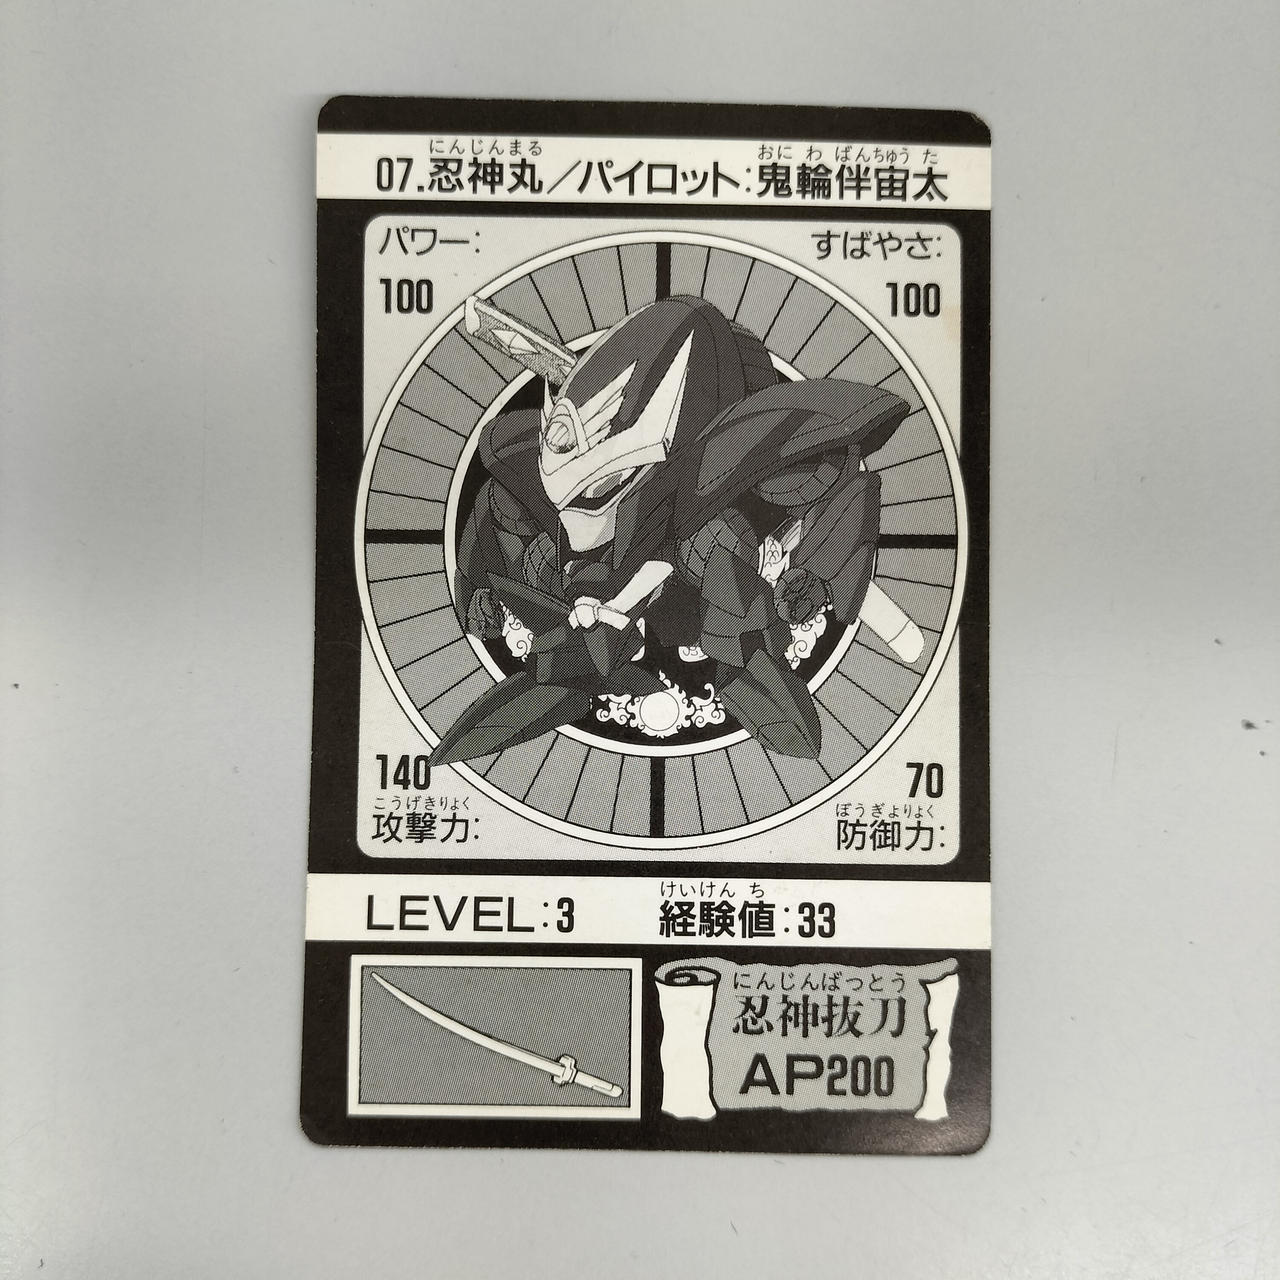 にんじんまる おにわばんちゅうた
07.忍神丸／パイロット:鬼輪伴宙太
パワー: すばやさ:
100 100
140 70
こうげきりょく ぼうぎょりょく
攻撃力: 防御力:
けいけんち
LEVEL:3 経験値:33
にんじんばっとう
忍神抜刀
AP200